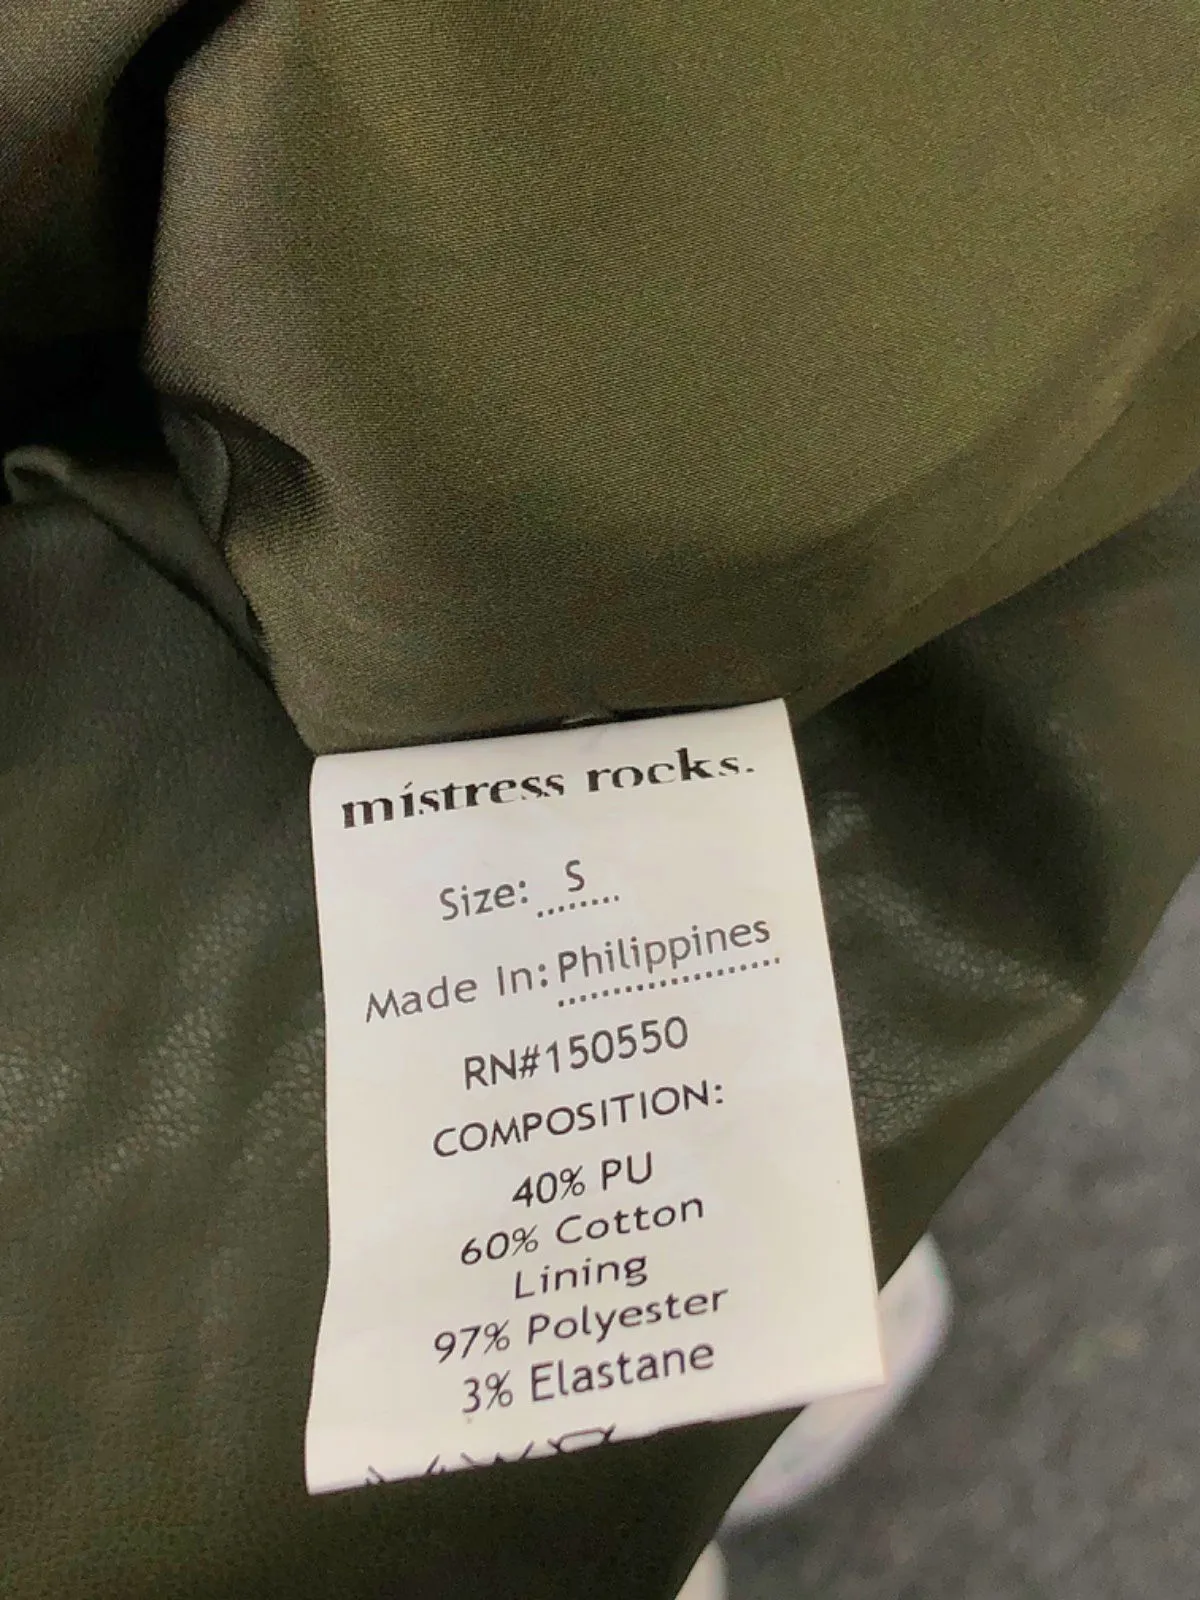 mistress rocks.
Size: S
Made In: Philippines
RN#150550
COMPOSITION:
40% PU
60% Cotton
Lining
97% Polyester
3% Elastane